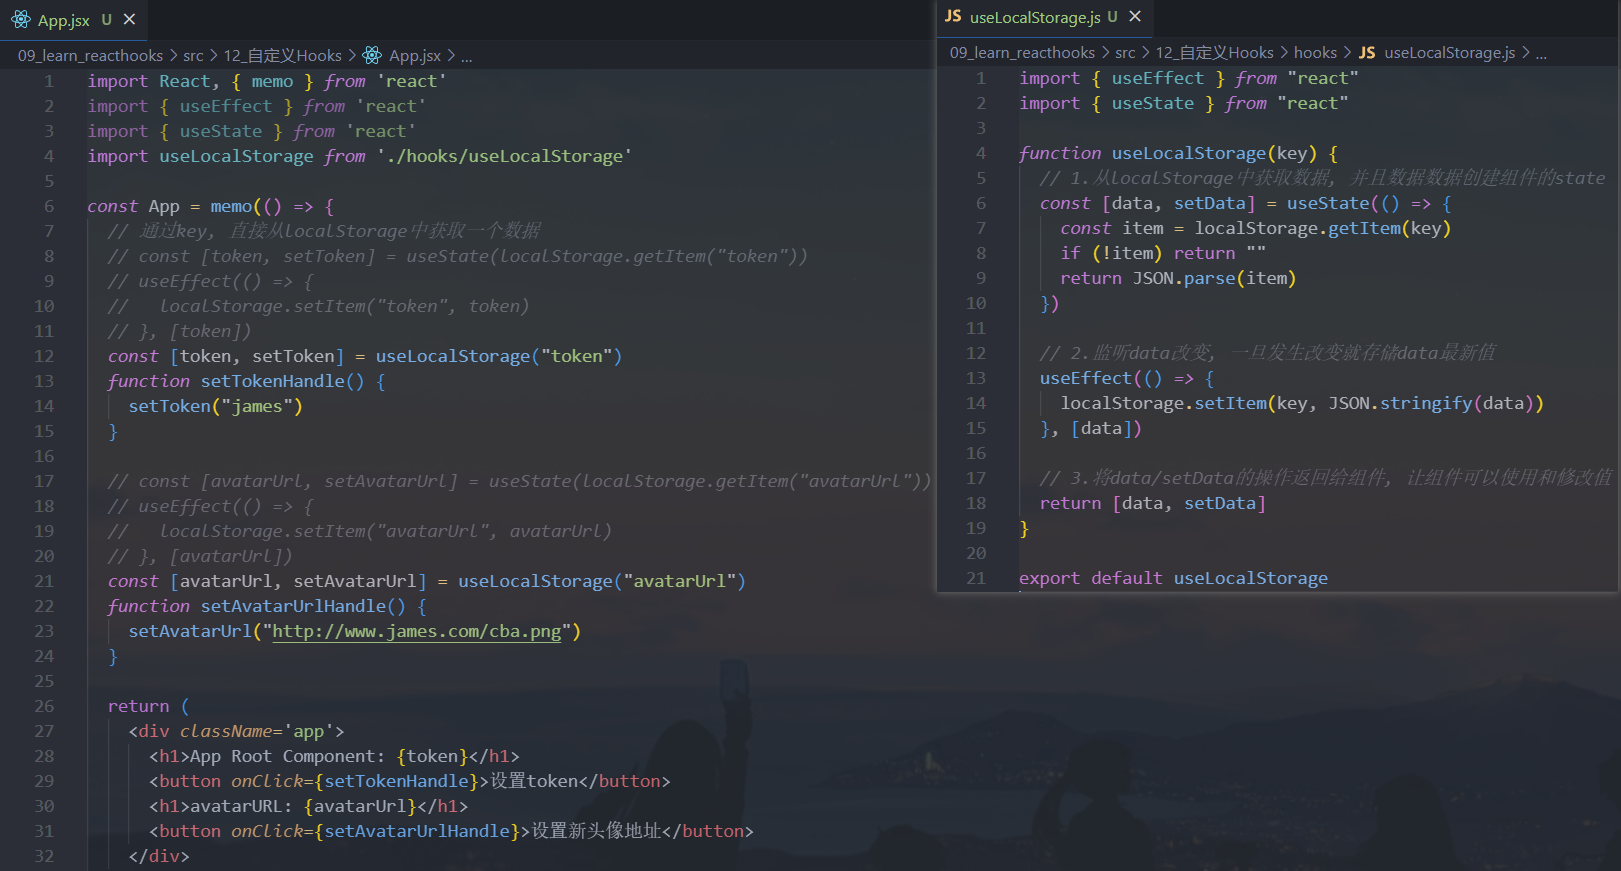 App.jsx U ×
09_learn_reacthooks > src > 12_自定义Hooks > App.jsx > ...
1 import React, { memo } from 'react'
2 import { useEffect } from 'react'
3 import { useState } from 'react'
4 import useLocalStorage from './hooks/useLocalStorage'
5
6 const App = memo(() => {
7 // 通过key, 直接从localStorage中获取一个数据
8 // const [token, setToken] = useState(localStorage.getItem("token"))
9 // useEffect(() => {
10 //   localStorage.setItem("token", token)
11 // }, [token])
12 const [token, setToken] = useLocalStorage("token")
13 function setTokenHandle() {
14 setToken("james")
15 }
16
17 // const [avatarUrl, setAvatarUrl] = useState(localStorage.getItem("avatarUrl"))
18 // useEffect(() => {
19 //   localStorage.setItem("avatarUrl", avatarUrl)
20 // }, [avatarUrl])
21 const [avatarUrl, setAvatarUrl] = useLocalStorage("avatarUrl")
22 function setAvatarUrlHandle() {
23 setAvatarUrl("http://www.james.com/cba.png")
24 }
25
26 return (
27 <div className='app'>
28 <h1>App Root Component: {token}</h1>
29 <button onClick={setTokenHandle}>设置token</button>
30 <h1>avatarURL: {avatarUrl}</h1>
31 <button onClick={setAvatarUrlHandle}>设置新头像地址</button>
32 </div>
JS useLocalStorage.js U ×
09_learn_reacthooks > src > 12_自定义Hooks > hooks > JS useLocalStorage.js > ...
1 import { useEffect } from "react"
2 import { useState } from "react"
3
4 function useLocalStorage(key) {
5 // 1.从localStorage中获取数据, 并且数据数据创建组件的state
6 const [data, setData] = useState(() => {
7 const item = localStorage.getItem(key)
8 if (!item) return ""
9 return JSON.parse(item)
10 })
11
12 // 2.监听data改变, 一旦发生改变就存储data最新值
13 useEffect(() => {
14 localStorage.setItem(key, JSON.stringify(data))
15 }, [data])
16
17 // 3.将data/setData的操作返回给组件, 让组件可以使用和修改值
18 return [data, setData]
19 }
20
21 export default useLocalStorage